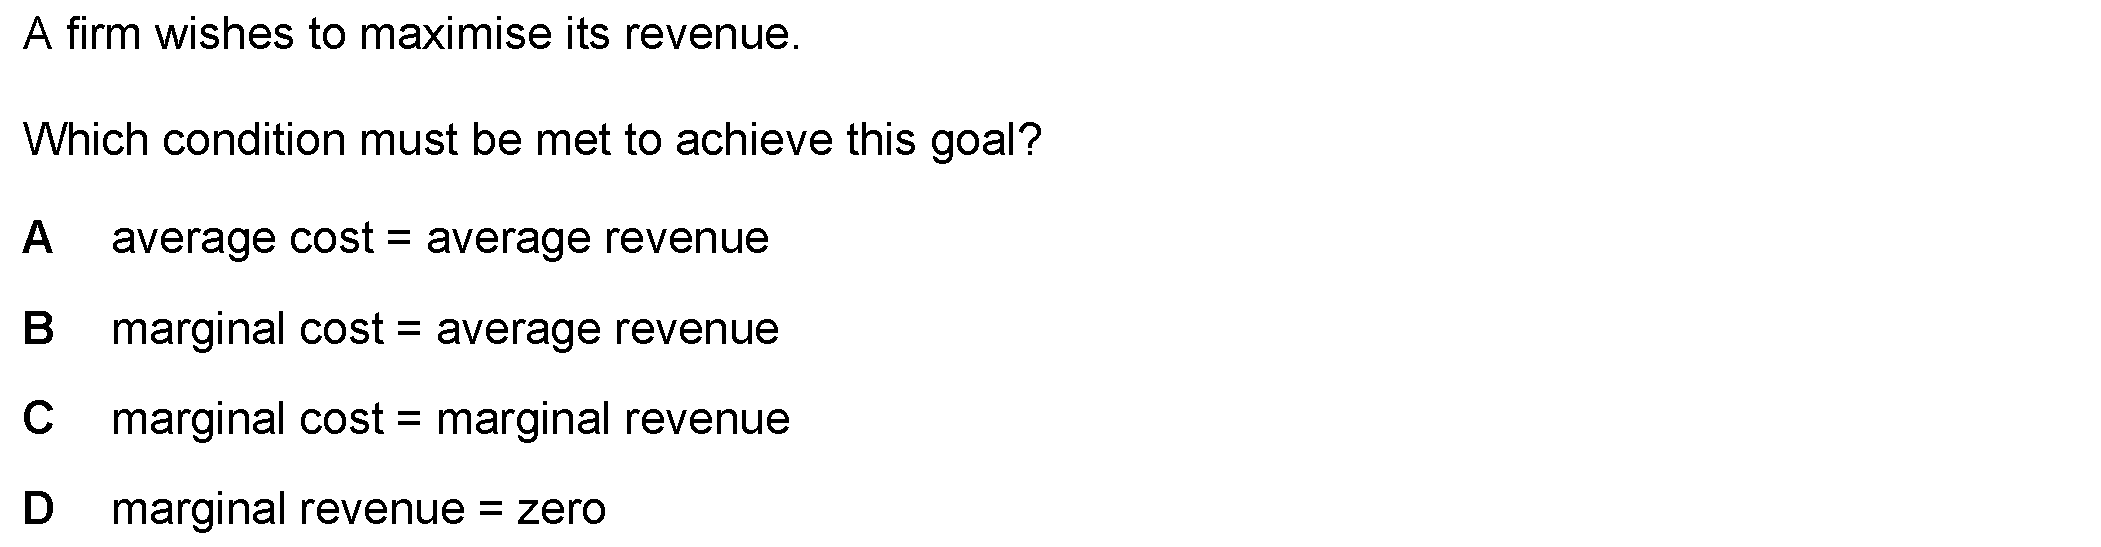 A firm wishes to maximise its revenue.
Which condition must be met to achieve this goal?
A average cost = average revenue
B marginal cost = average revenue
C marginal cost = marginal revenue
D marginal revenue = zero